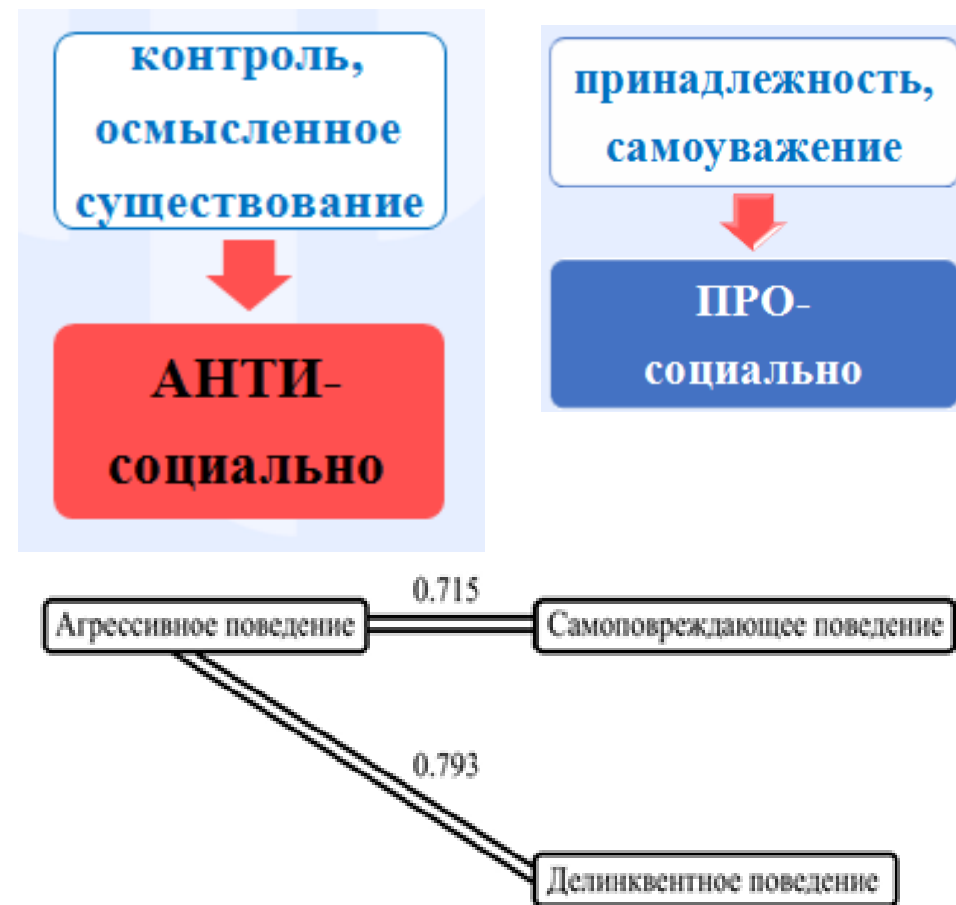 контроль,
осмысленное
существование
АНТИ-
социально
принадлежность,
самоуважение
ПРО-
социально
0.715
Агрессивное поведение
Самоповреждающее поведение
0.793
Делинквентное поведение